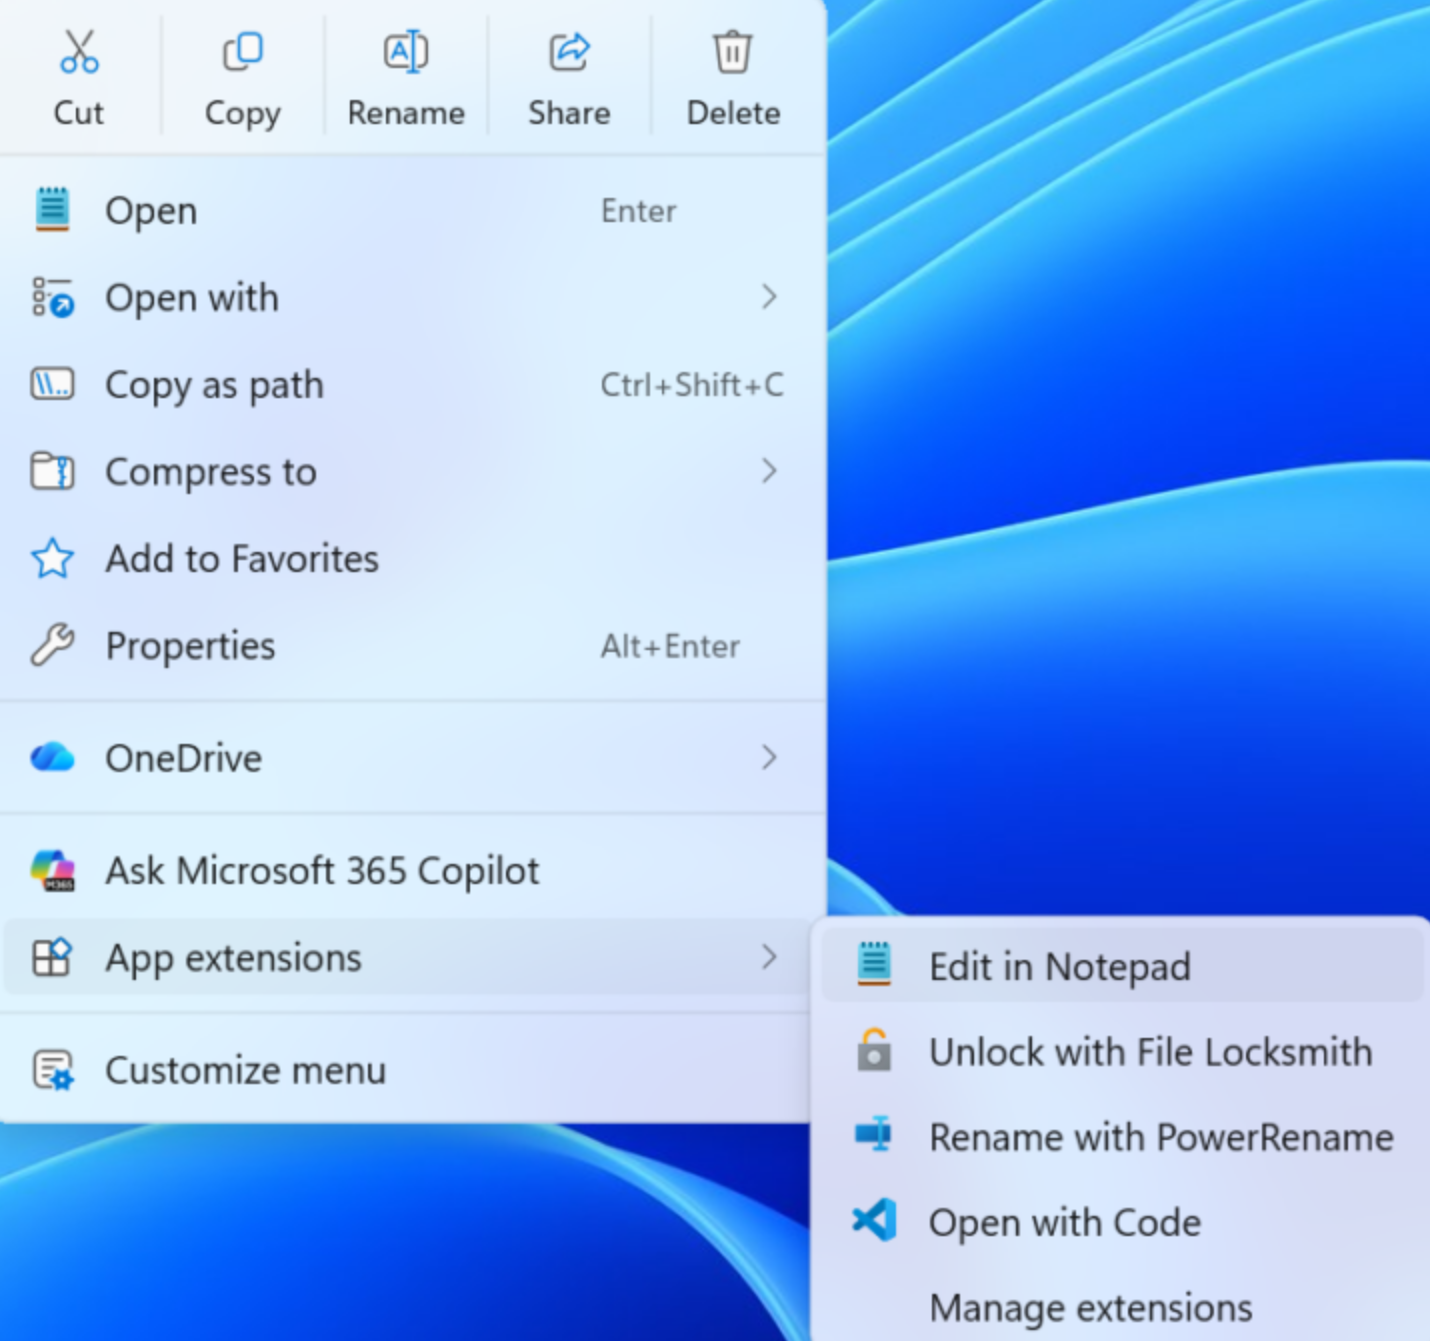 Cut Copy Rename Share Delete
Open Enter
Open with
Copy as path Ctrl+Shift+C
Compress to
Add to Favorites
Properties Alt+Enter
OneDrive
M365
Ask Microsoft 365 Copilot
App extensions
Edit in Notepad
Unlock with File Locksmith
Customize menu
Rename with PowerRename
Open with Code
Manage extensions